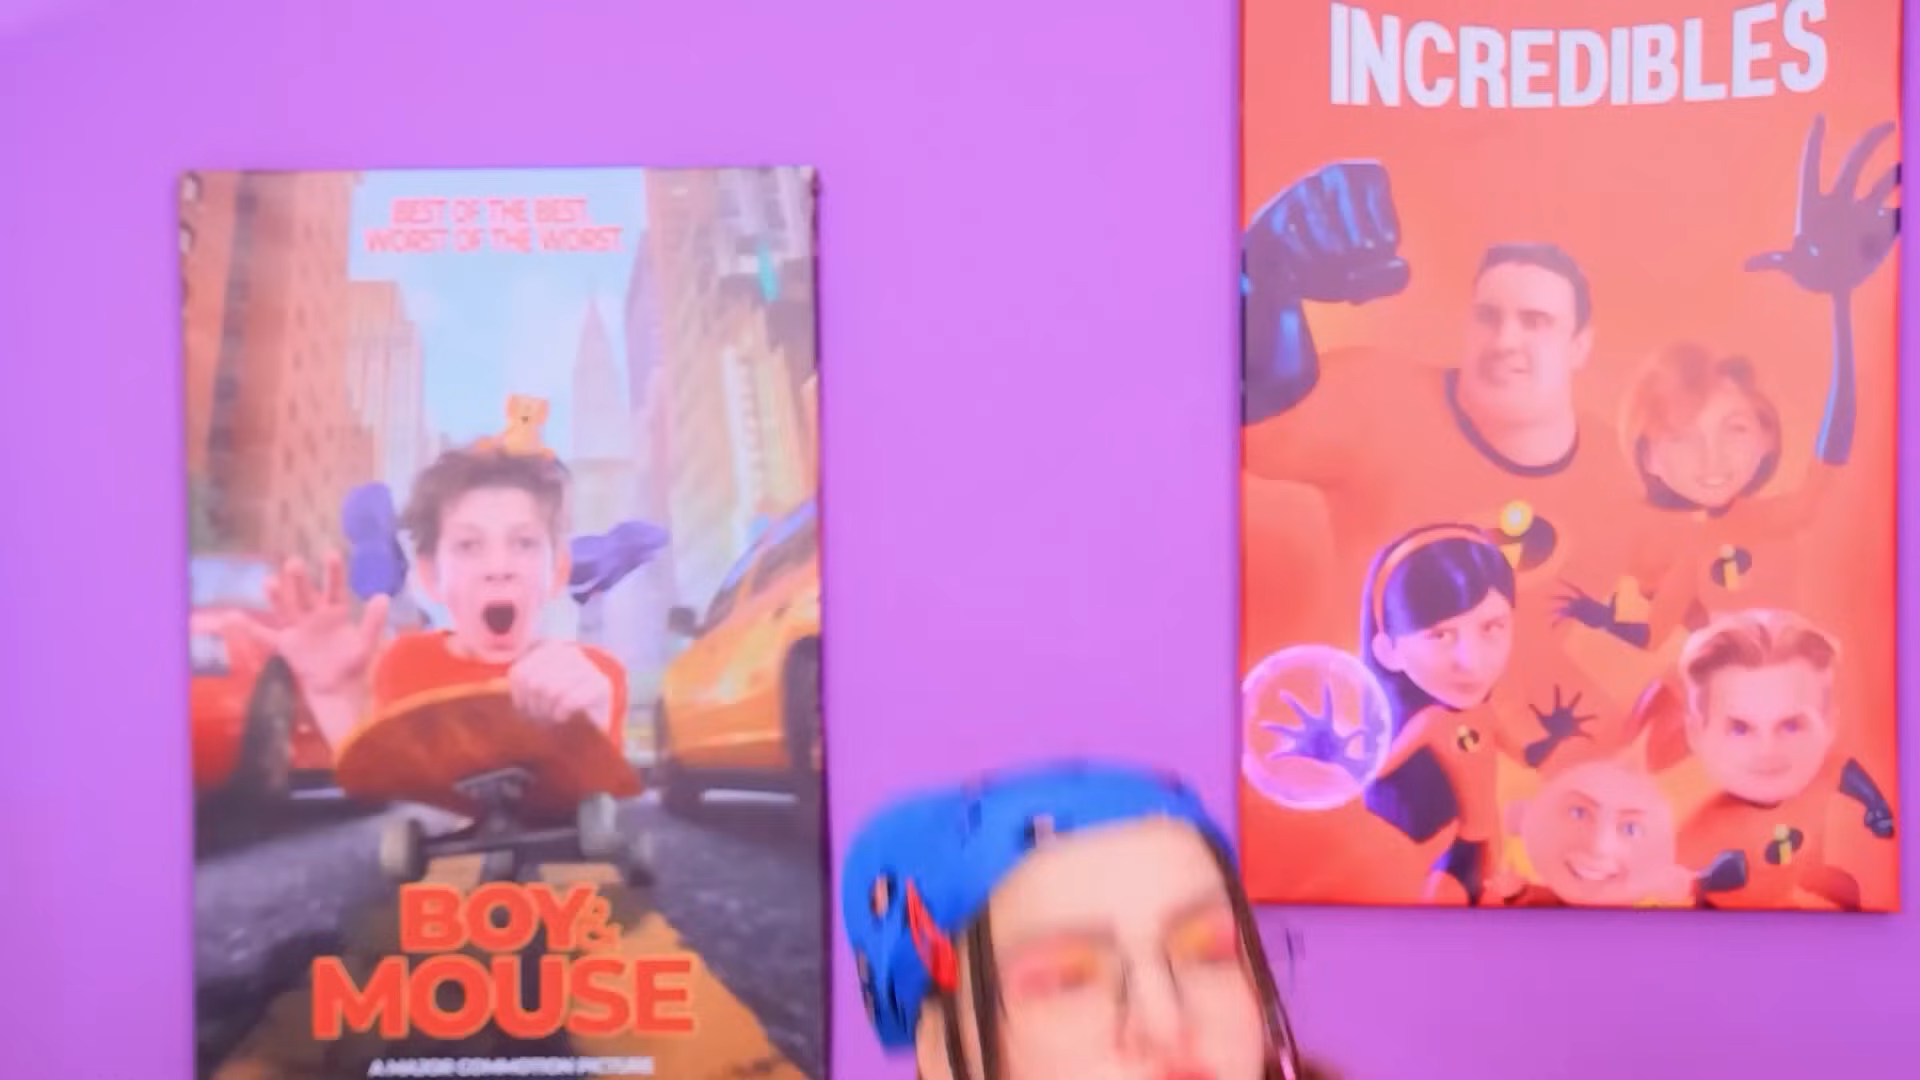 INCREDIBLES
BEST OF THE BEST.
WORST OF THE WORST.
BOY &
MOUSE
A MAJOR COMMOTION PICTURE